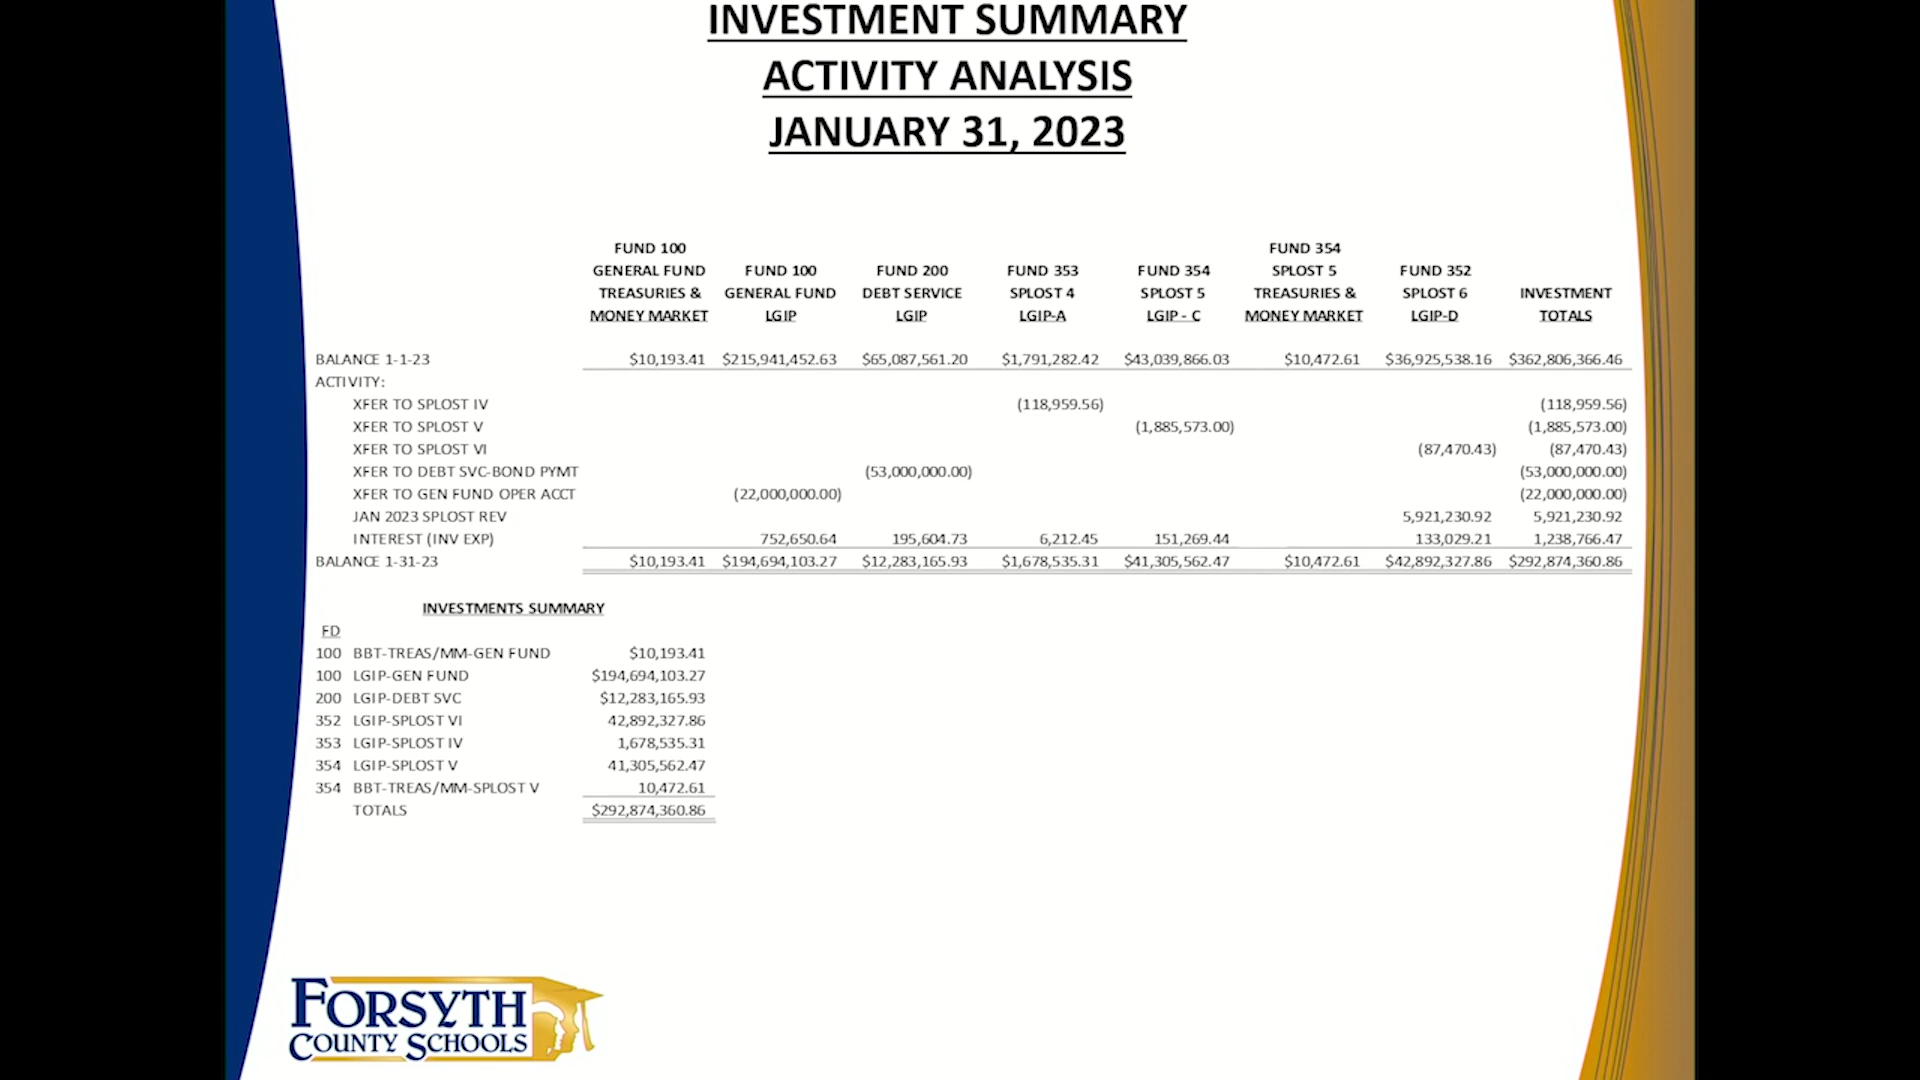 INVESTMENT SUMMARY
ACTIVITY ANALYSIS
JANUARY 31, 2023
FUND 100 FUND 354
GENERAL FUND FUND 100 FUND 200 FUND 353 FUND 354 SPLOST 5 FUND 352
TREASURIES & GENERAL FUND DEBT SERVICE SPLOST 4 SPLOST 5 TREASURIES & SPLOST 6 INVESTMENT
MONEY MARKET LGIP LGIP LGIP-A LGIP - C MONEY MARKET LGIP-D TOTALS
BALANCE 1-1-23 $10,193.41 $215,941,452.63 $65,087,561.20 $1,791,282.42 $43,039,866.03 $10,472.61 $36,925,538.16 $362,806,366.46
ACTIVITY:
XFER TO SPLOST IV (118,959.56) (118,959.56)
XFER TO SPLOST V (1,885,573.00) (1,885,573.00)
XFER TO SPLOST VI (87,470.43) (87,470.43)
XFER TO DEBT SVC-BOND PYMT (53,000,000.00) (53,000,000.00)
XFER TO GEN FUND OPER ACCT (22,000,000.00) (22,000,000.00)
JAN 2023 SPLOST REV 5,921,230.92 5,921,230.92
INTEREST (INV EXP) 752,650.64 195,604.73 6,212.45 151,269.44 133,029.21 1,238,766.47
BALANCE 1-31-23 $10,193.41 $194,694,103.27 $12,283,165.93 $1,678,535.31 $41,305,562.47 $10,472.61 $42,892,327.86 $292,874,360.86
INVESTMENTS SUMMARY
FD
100 BBT-TREAS/MM-GEN FUND $10,193.41
100 LGIP-GEN FUND $194,694,103.27
200 LGIP-DEBT SVC $12,283,165.93
352 LGIP-SPLOST VI 42,892,327.86
353 LGIP-SPLOST IV 1,678,535.31
354 LGIP-SPLOST V 41,305,562.47
354 BBT-TREAS/MM-SPLOST V 10,472.61
TOTALS $292,874,360.86
FORSYTH
COUNTY SCHOOLS